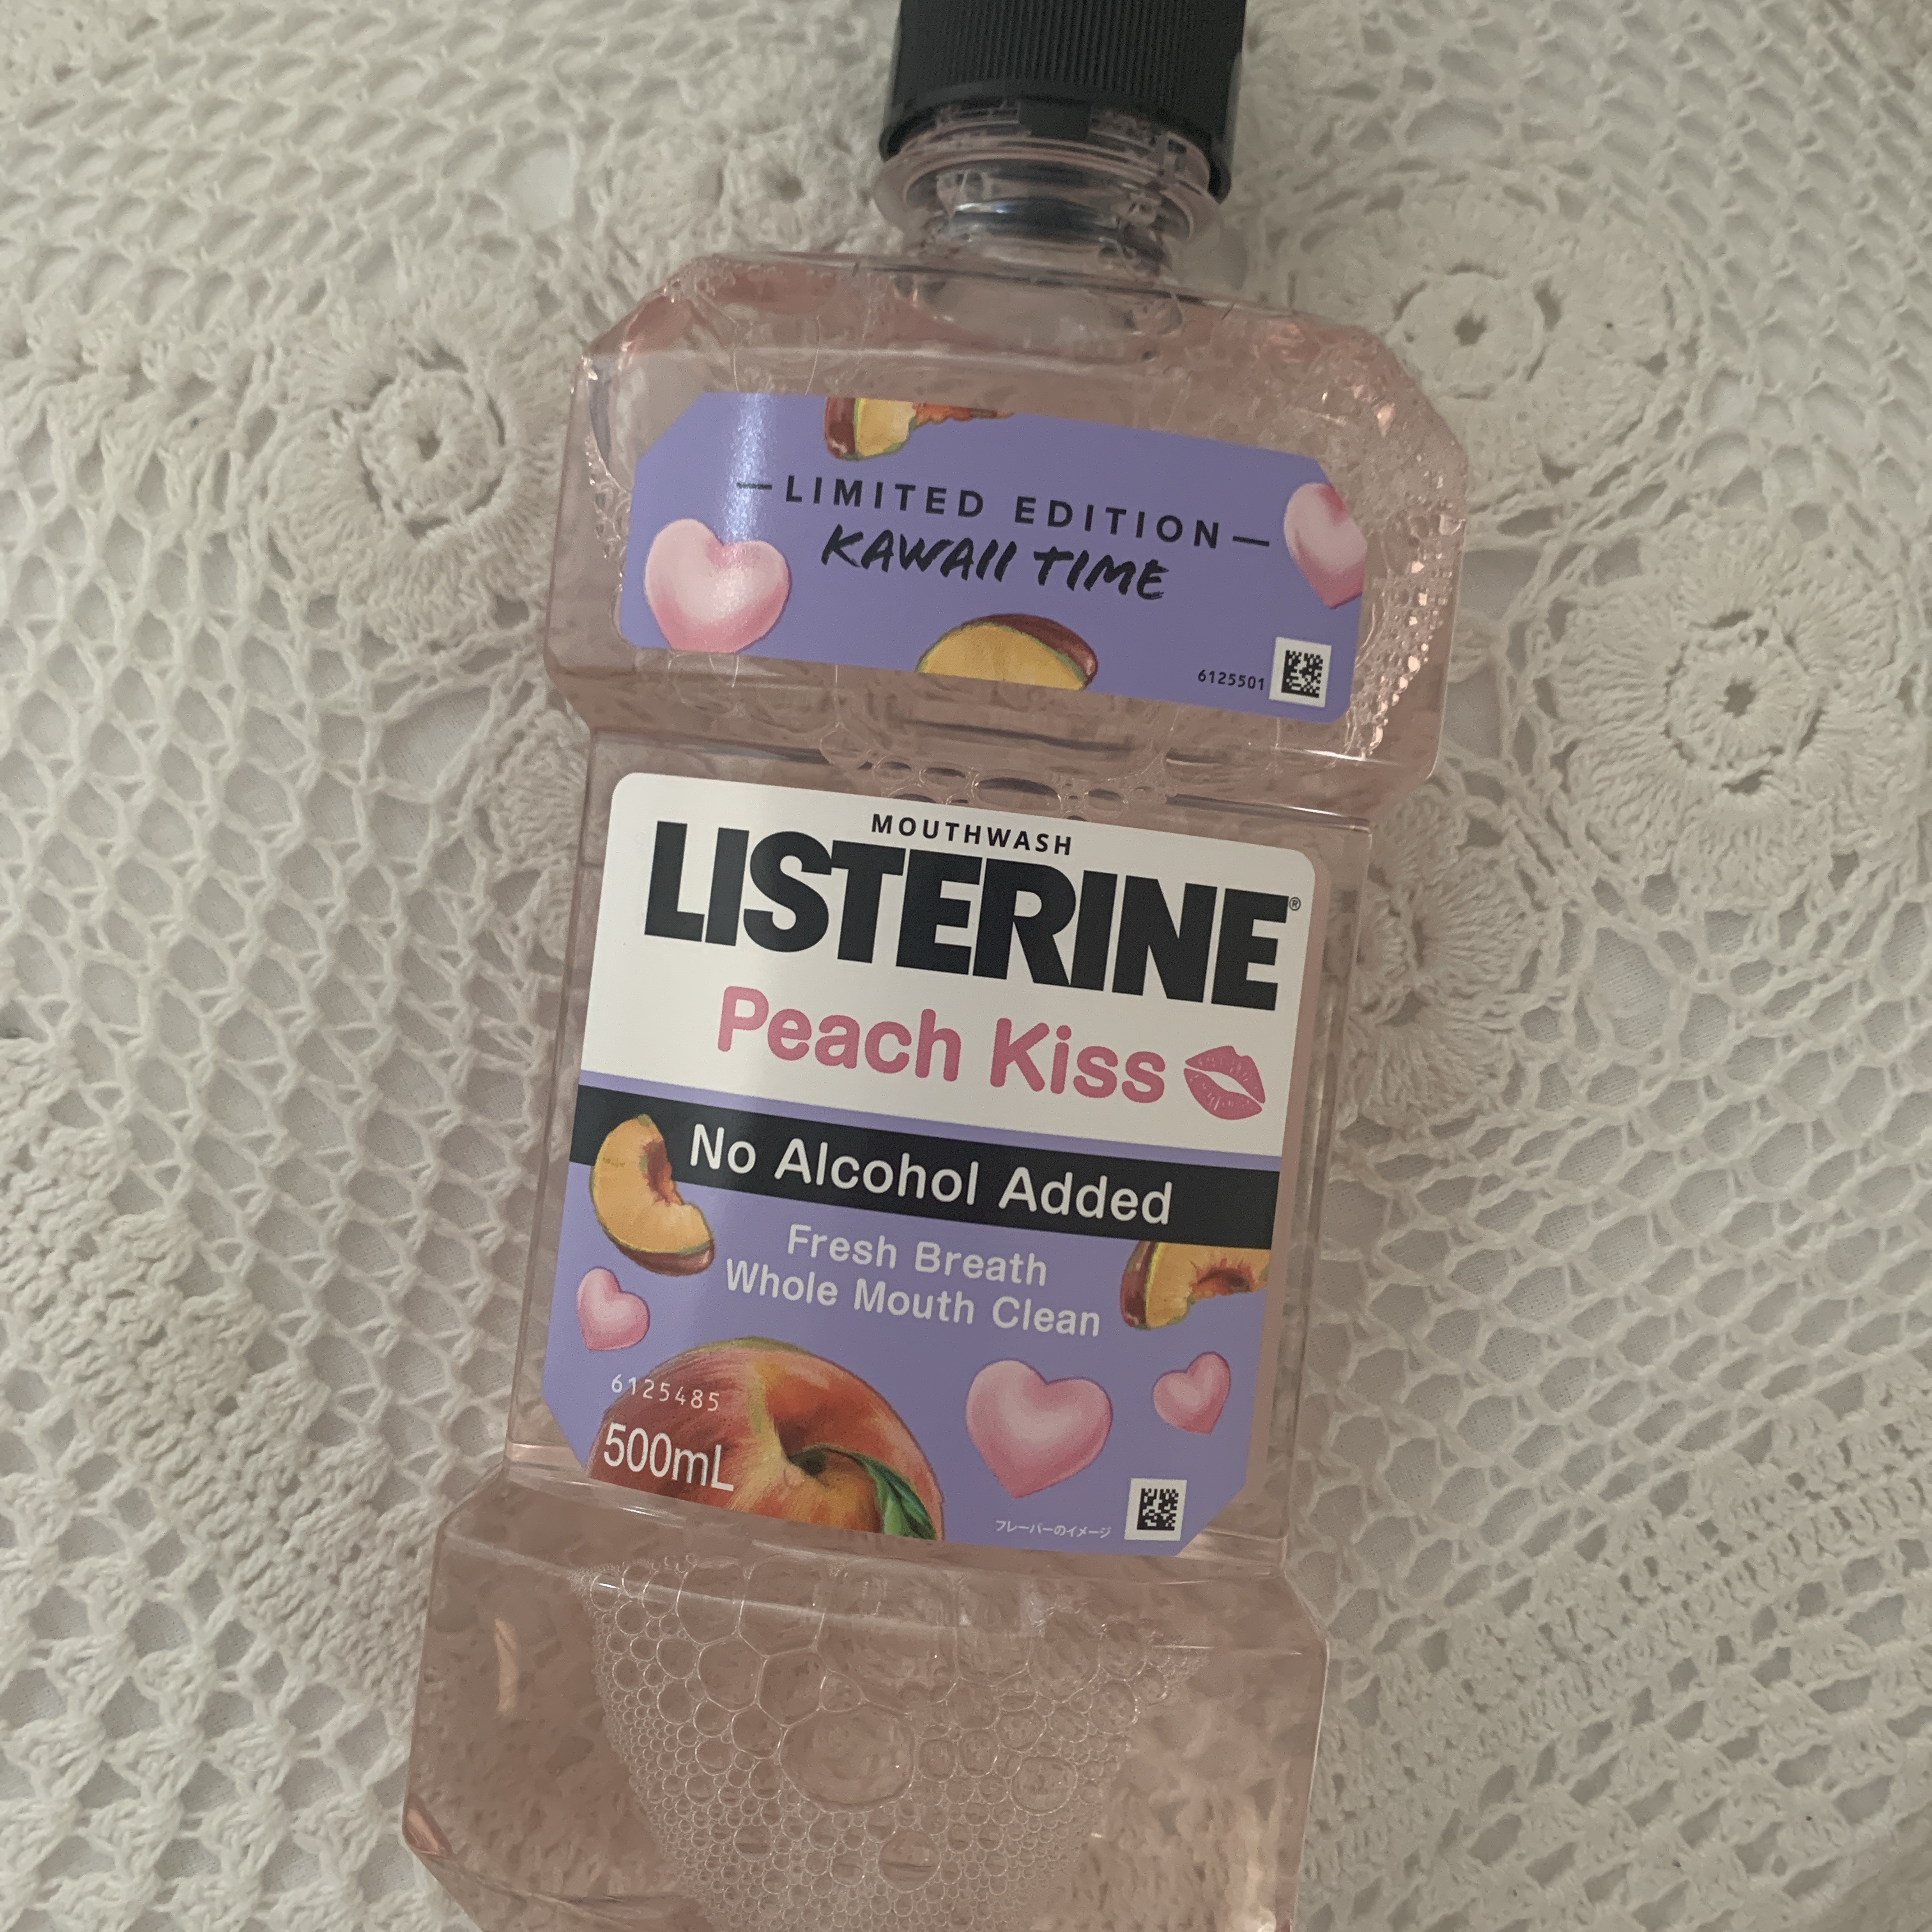 —LIMITED EDITION—
KAWAII TIME
6125501
MOUTHWASH
LISTERINE®
Peach Kiss
No Alcohol Added
Fresh Breath
Whole Mouth Clean
6125485
500mL
フレーバーのイメージ